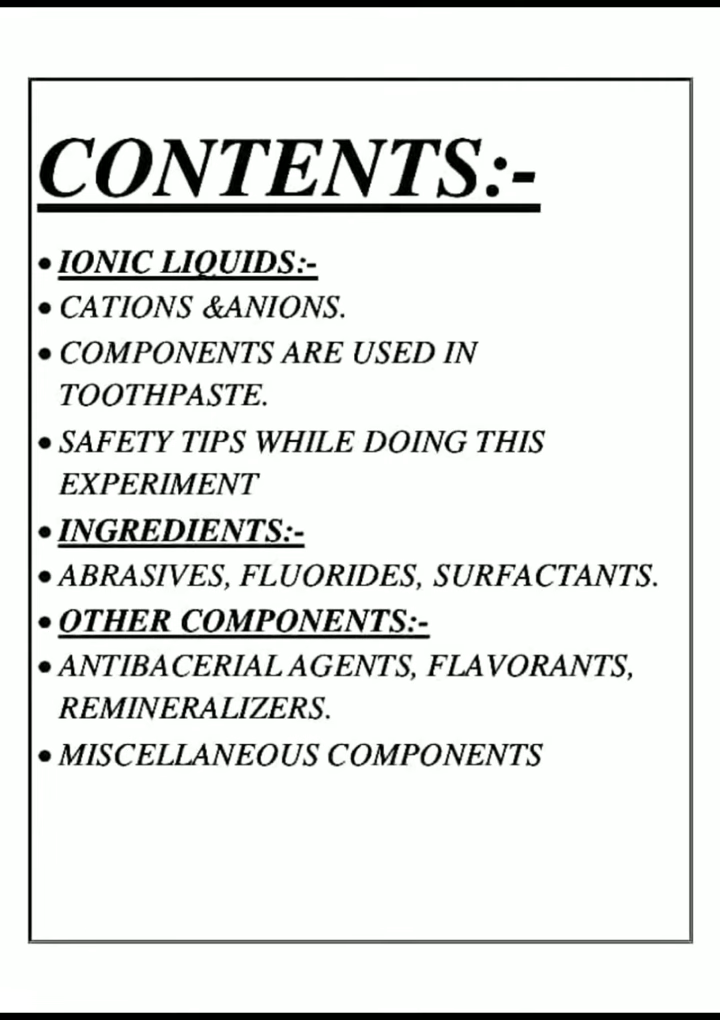 CONTENTS:-
• IONIC LIQUIDS:-
• CATIONS &ANIONS.
• COMPONENTS ARE USED IN
TOOTHPASTE.
• SAFETY TIPS WHILE DOING THIS
EXPERIMENT
• INGREDIENTS:-
• ABRASIVES, FLUORIDES, SURFACTANTS.
• OTHER COMPONENTS:-
• ANTIBACERIAL AGENTS, FLAVORANTS,
REMINERALIZERS.
• MISCELLANEOUS COMPONENTS